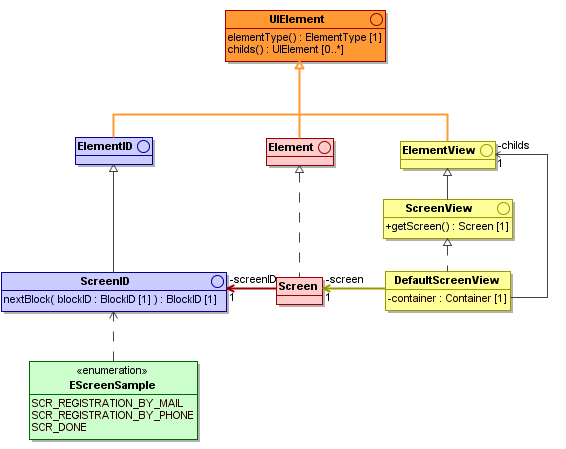 UIElement
elementType() : ElementType [1]
childs() : UIElement [0..*]
ElementID
Element
ElementView
-childs
1
ScreenView
+getScreen() : Screen [1]
ScreenID
nextBlock( blockID : BlockID [1] ) : BlockID [1]
-screenID
1
Screen
-screen
1
DefaultScreenView
-container : Container [1]
«enumeration»
EScreenSample
SCR_REGISTRATION_BY_MAIL
SCR_REGISTRATION_BY_PHONE
SCR_DONE